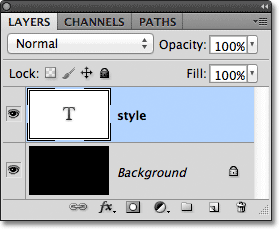 LAYERS CHANNELS PATHS
Normal Opacity: 100%
Lock: Fill: 100%
T style
Background
fx